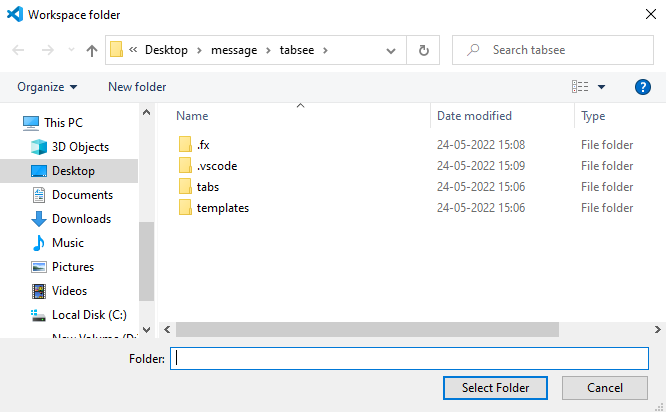 Workspace folder
« Desktop > message > tabsee >
Search tabsee
Organize
New folder
This PC
3D Objects
Desktop
Documents
Downloads
Music
Pictures
Videos
Local Disk (C:)
Name Date modified Type
.fx 24-05-2022 15:08 File folder
.vscode 24-05-2022 15:09 File folder
tabs 24-05-2022 15:06 File folder
templates 24-05-2022 15:06 File folder
Folder:
Select Folder
Cancel